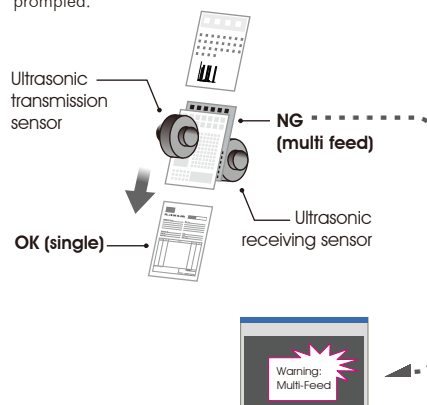 prompted.
Ultrasonic
transmission
sensor
NG
(multi feed)
Ultrasonic
receiving sensor
OK (single)
Warning:
Multi-Feed